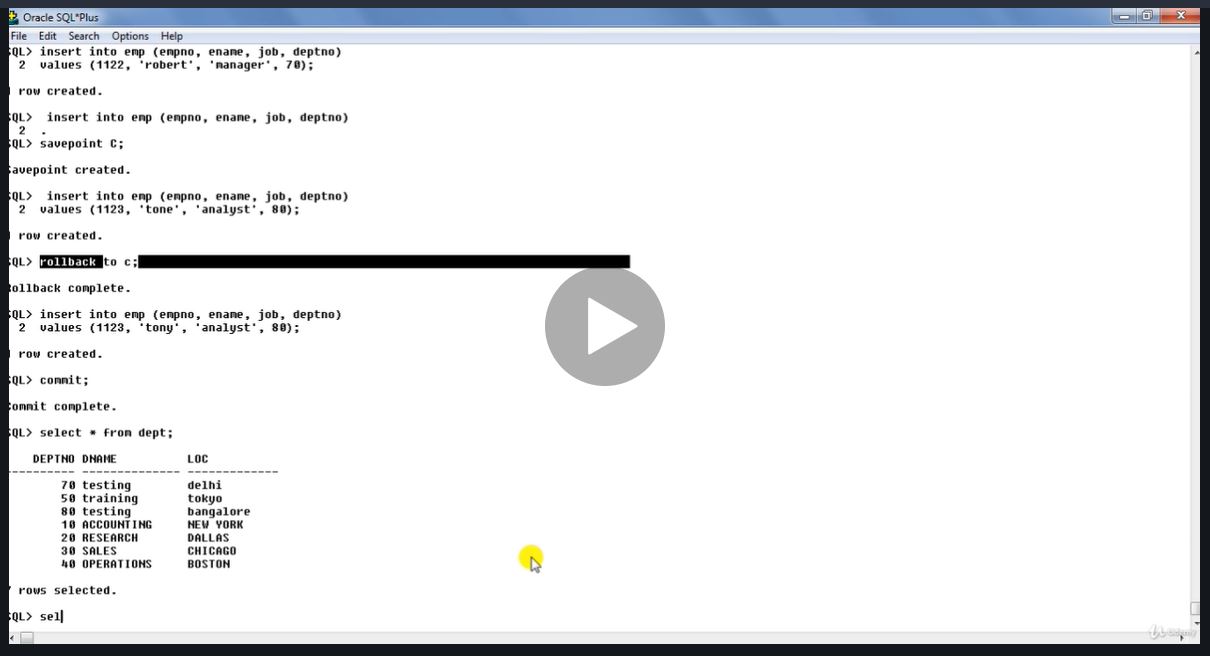 Oracle SQL*Plus
File Edit Search Options Help
SQL> insert into emp (empno, ename, job, deptno)
2 values (1122, 'robert', 'manager', 70);
row created.
SQL> insert into emp (empno, ename, job, deptno)
2 .
SQL> savepoint C;
Savepoint created.
SQL> insert into emp (empno, ename, job, deptno)
2 values (1123, 'tone', 'analyst', 80);
row created.
SQL> rollback to c;
Rollback complete.
SQL> insert into emp (empno, ename, job, deptno)
2 values (1123, 'tony', 'analyst', 80);
row created.
SQL> commit;
Commit complete.
SQL> select * from dept;
DEPTNO DNAME LOC
---------- -------------- -------------
70 testing delhi
50 training tokyo
80 testing bangalore
10 ACCOUNTING NEW YORK
20 RESEARCH DALLAS
30 SALES CHICAGO
40 OPERATIONS BOSTON
rows selected.
SQL> sel
Udemy